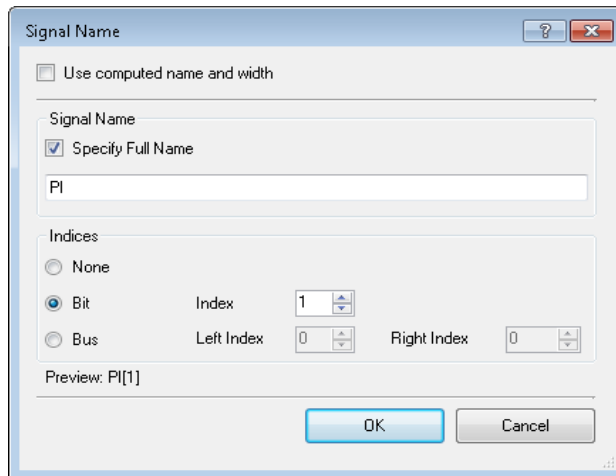 Signal Name
Use computed name and width
Signal Name
Specify Full Name
PI
Indices
None
Bit Index 1
Bus Left Index 0 Right Index 0
Preview: PI[1]
OK Cancel